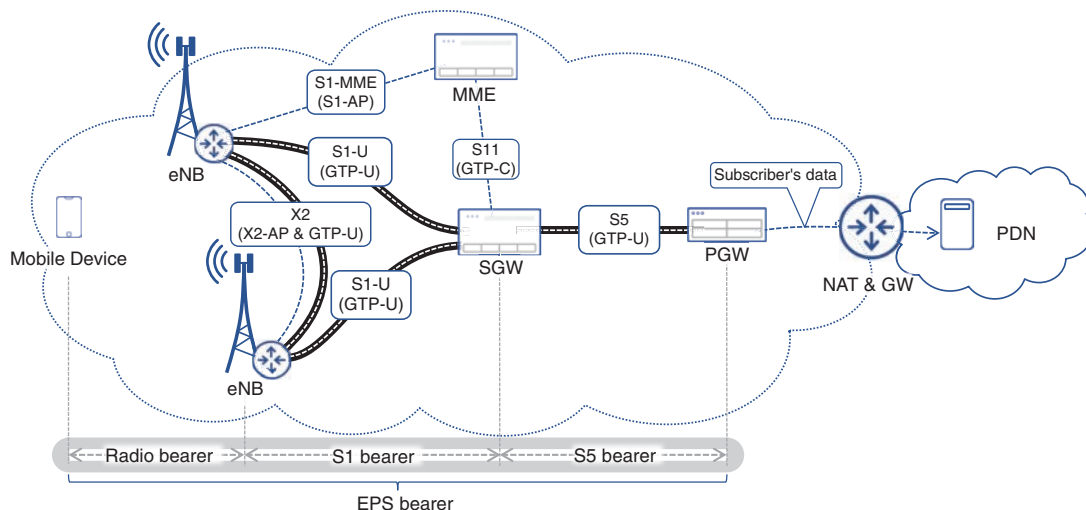 S1-MME
(S1-AP)
MME
S1-U
(GTP-U)
S11
(GTP-C)
eNB
Subscriber's data
X2
(X2-AP & GTP-U)
S5
(GTP-U)
PDN
Mobile Device
SGW
PGW
NAT & GW
S1-U
(GTP-U)
eNB
Radio bearer
S1 bearer
S5 bearer
EPS bearer